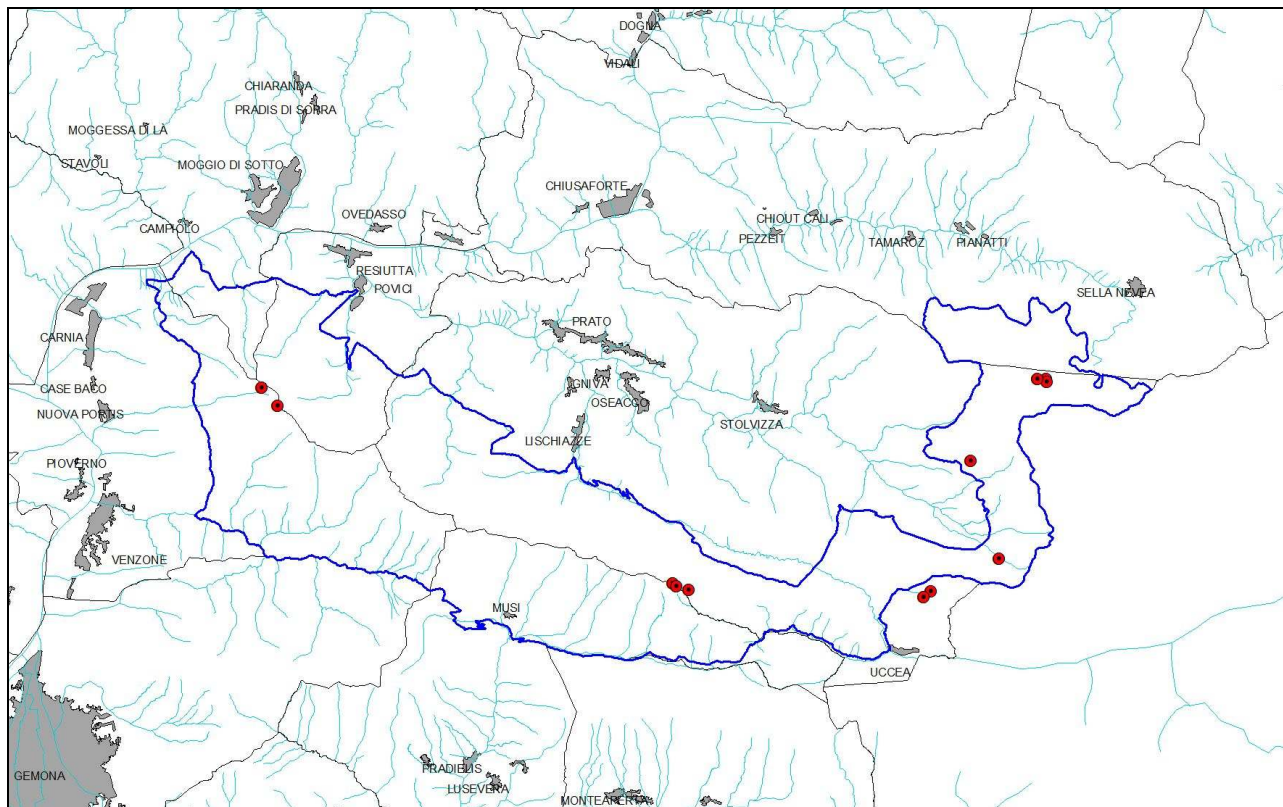 DOGNA
VIDALI
CHIARANDA
PRADIS DI SOPRA
MOGGESSA DI LÀ
STAVOLI
MOGGIO DI SOTTO
CHIUSAFORTE
OVEDASSO
CAMPIOLO
CHIOUT CALI
PEZZEIT
TAMAROZ
PIANATTI
RESIUTTA
POVICI
SELLA NEVEA
PRATO
CARNIA
CASE BACO
GNIVA
OSEACCO
NUOVA PORTIS
STOLVIZZA
LISCHIAZZE
PIOVERNO
VENZONE
MUSI
UCCEA
PRADIELIS
GEMONA
LUSEVERA
MONTEAPERTA